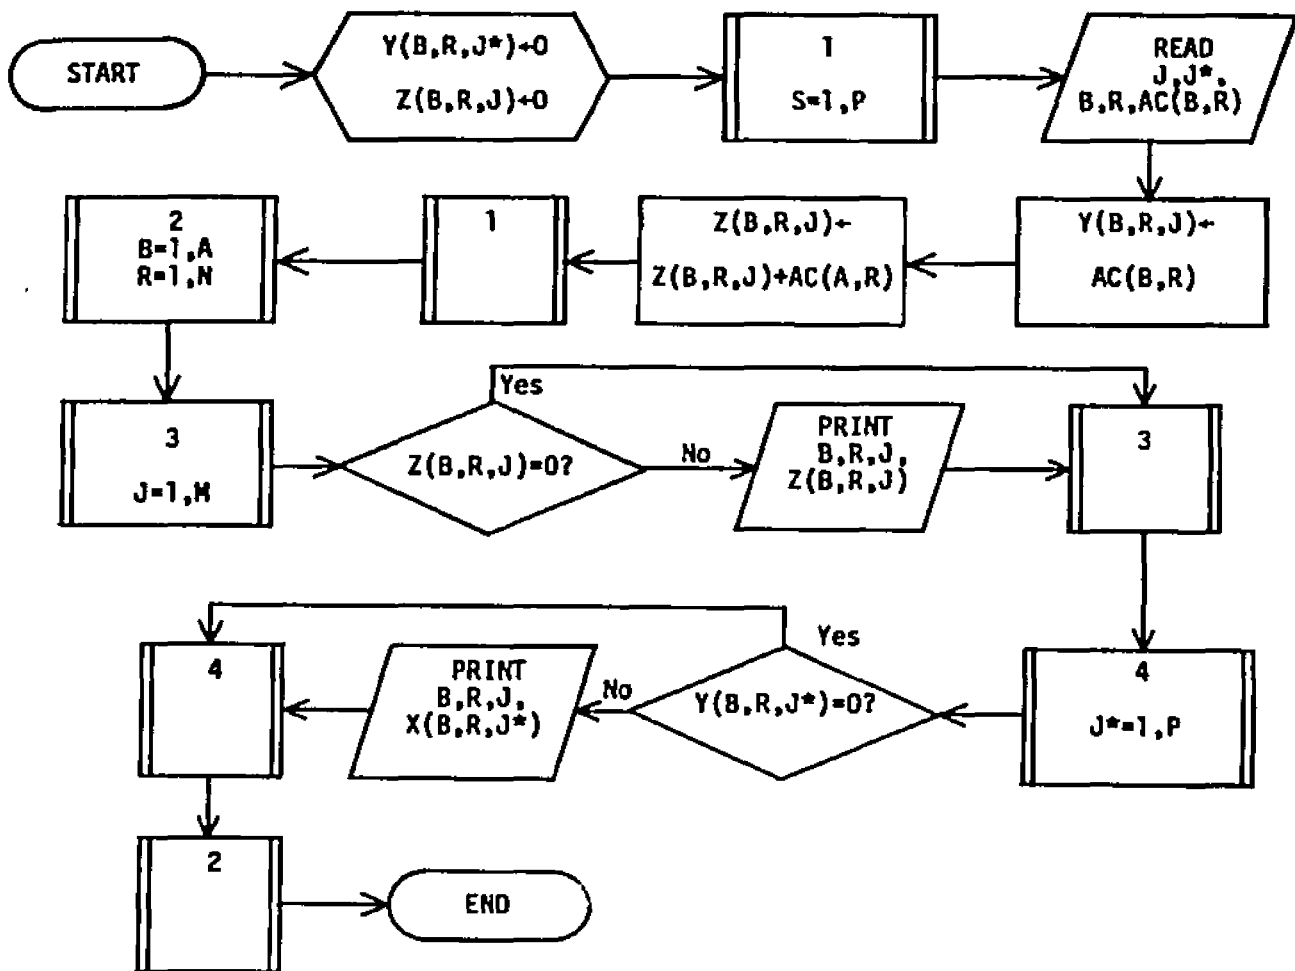 START
Y(B,R,J*)←0
Z(B,R,J)←0
1
S=1,P
READ
J,J*,
B,R,AC(B,R)
Y(B,R,J)←
AC(B,R)
Z(B,R,J)←
Z(B,R,J)+AC(A,R)
1
2
B=1,A
R=1,N
3
J=1,M
Yes
Z(B,R,J)=0?
No
PRINT
B,R,J,
Z(B,R,J)
3
4
J*=1,P
Yes
Y(B,R,J*)=0?
No
PRINT
B,R,J,
X(B,R,J*)
4
2
END